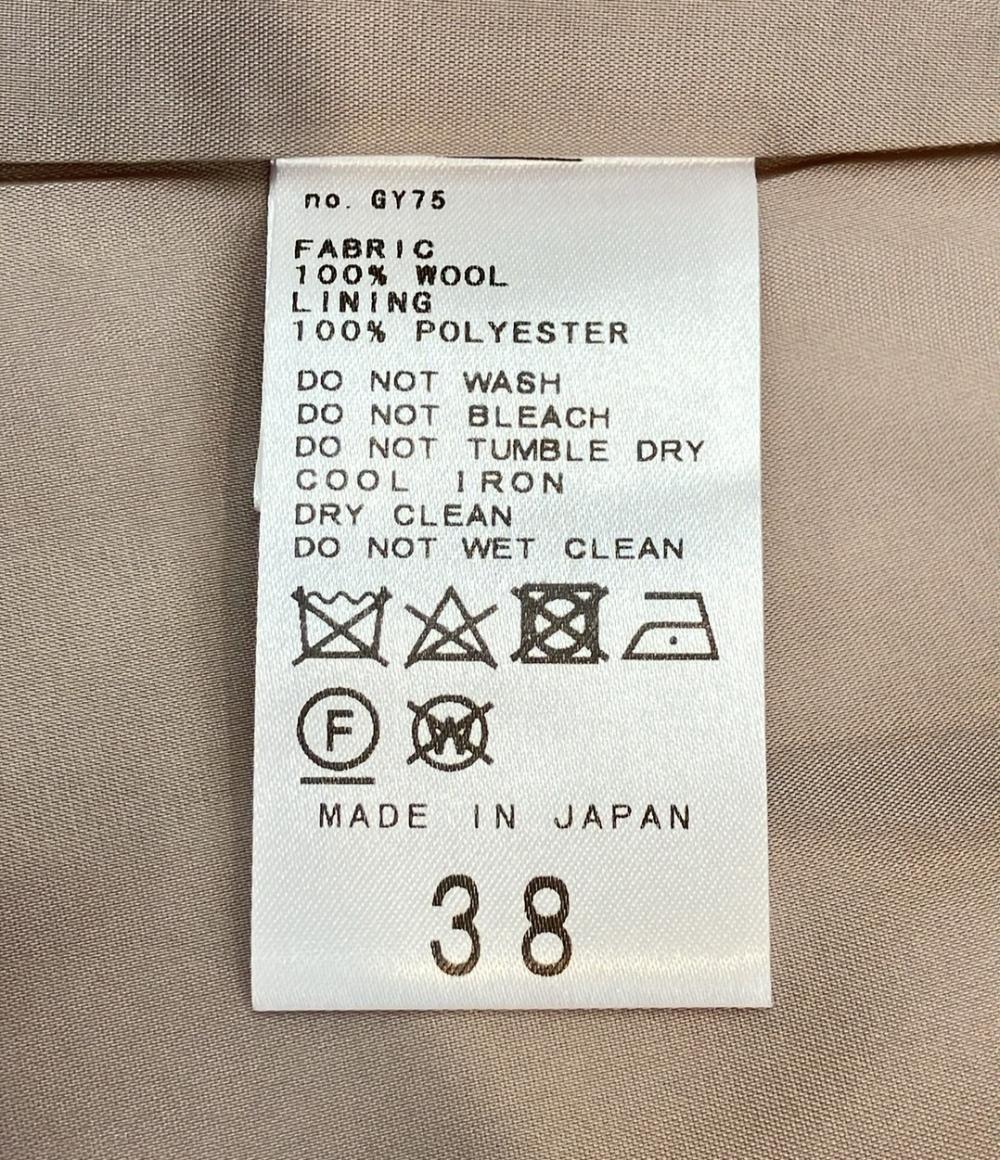 no. GY75
FABRIC
100% WOOL
LINING
100% POLYESTER
DO NOT WASH
DO NOT BLEACH
DO NOT TUMBLE DRY
COOL IRON
DRY CLEAN
DO NOT WET CLEAN
F W
MADE IN JAPAN
38